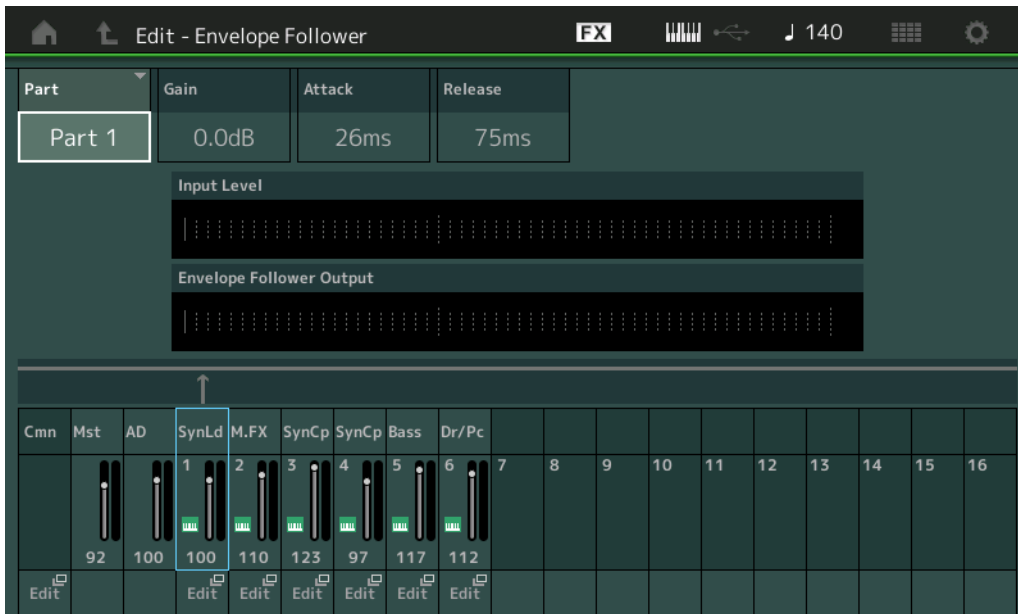 Edit - Envelope Follower FX ♩ 140
Part Gain Attack Release
Part 1 0.0dB 26ms 75ms
Input Level
Envelope Follower Output
Cmn Mst AD SynLd M.FX SynCp SynCp Bass Dr/Pc
1 2 3 4 5 6 7 8 9 10 11 12 13 14 15 16
92 100 100 110 123 97 117 112
Edit Edit Edit Edit Edit Edit Edit